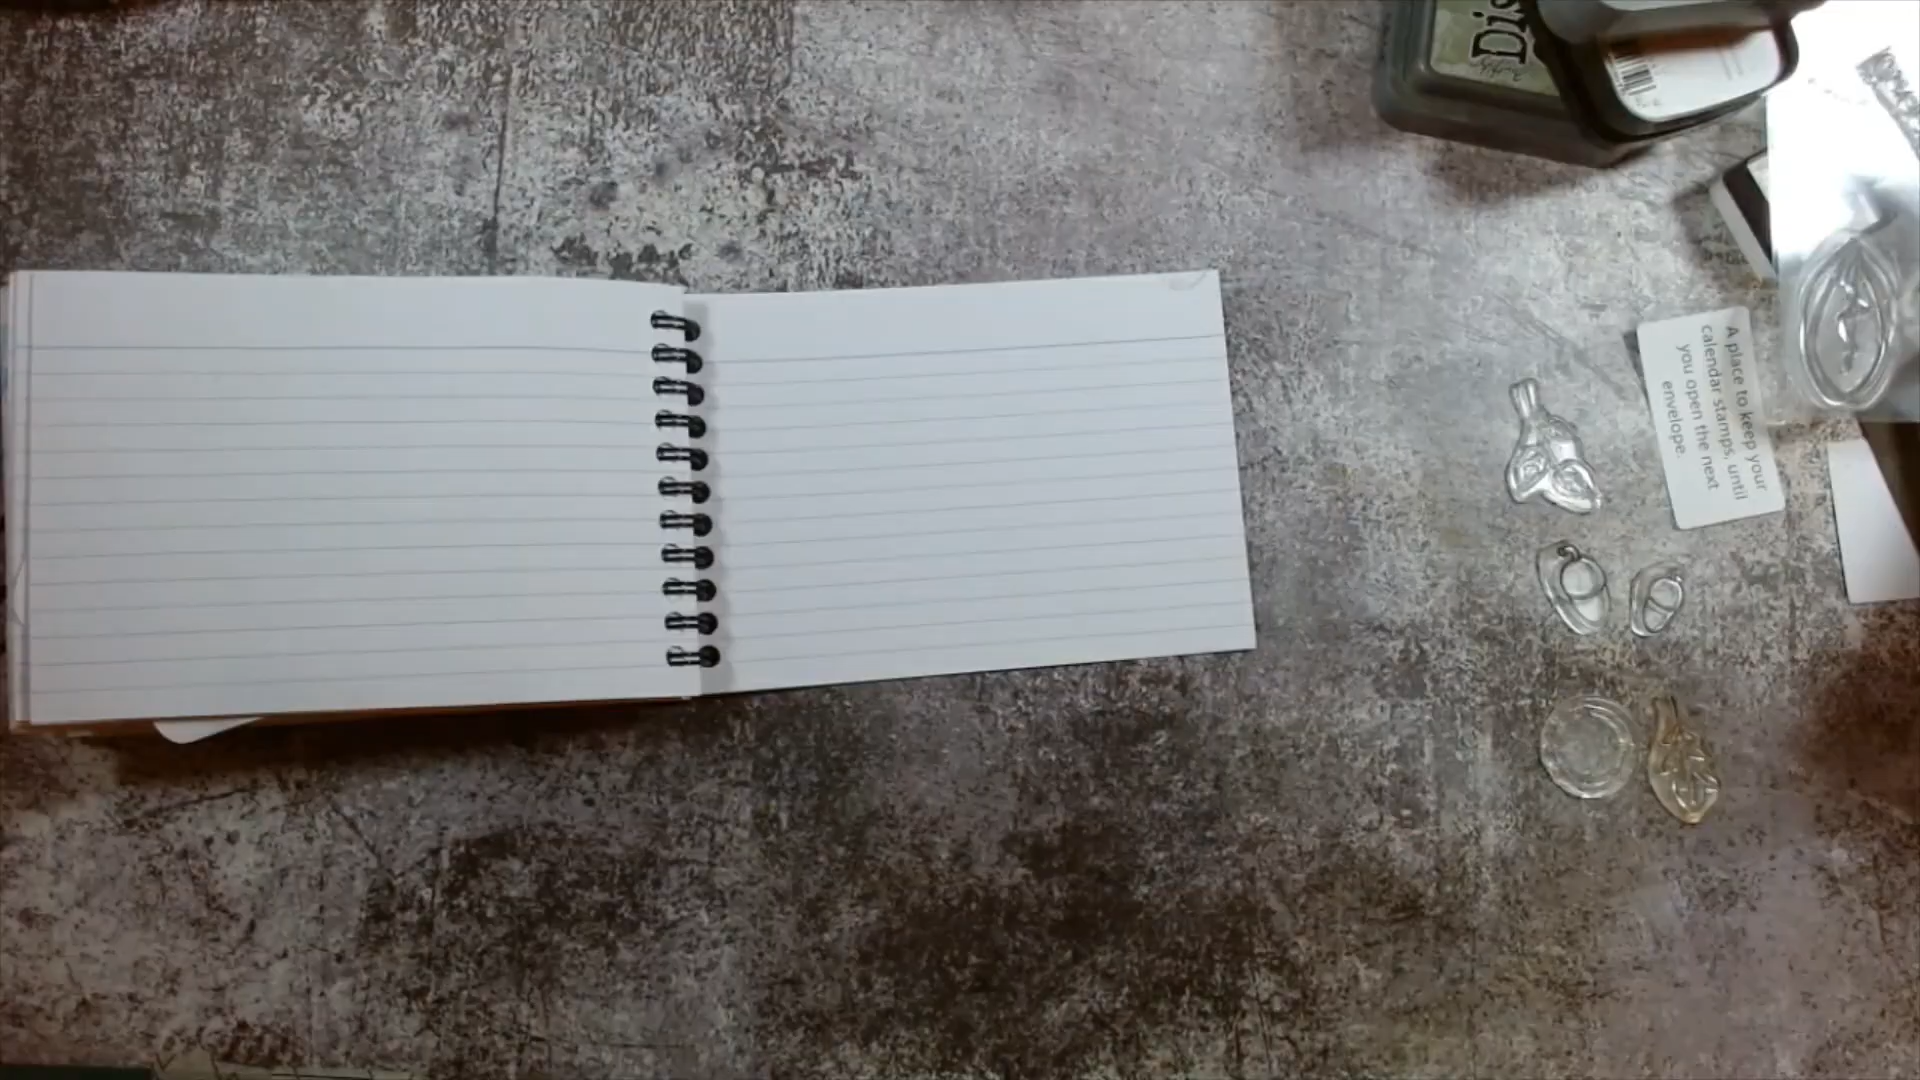 Dis
A place to keep your
calendar stamps, until
you open the next
envelope.